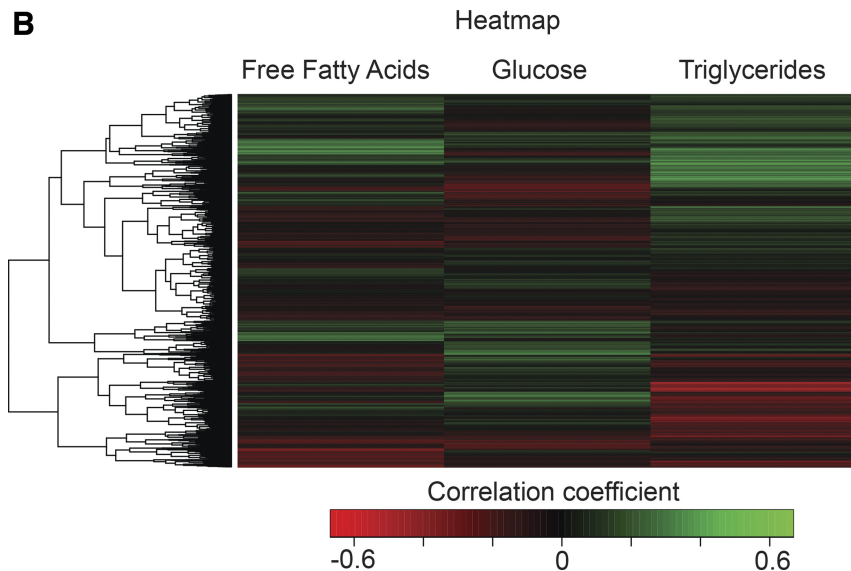 B
Heatmap
Free Fatty Acids Glucose Triglycerides
Correlation coefficient
-0.6 0 0.6